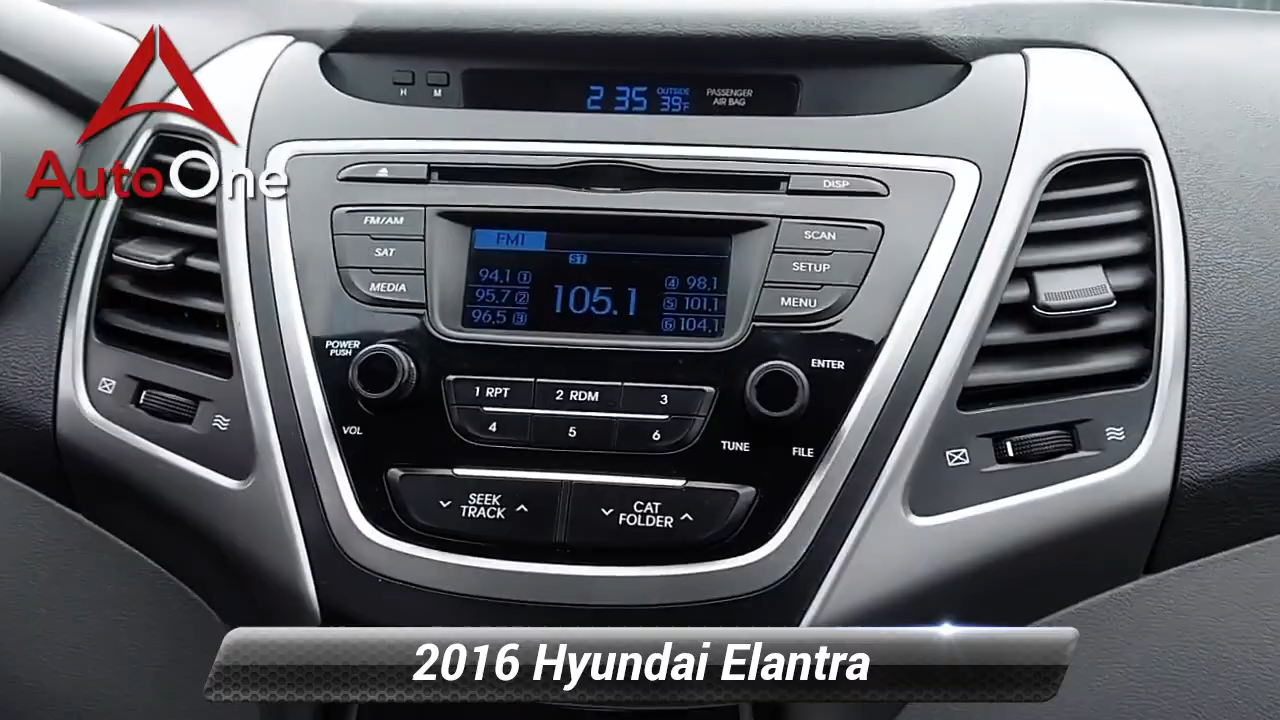 AutoOne
H M
2 35
OUTSIDE
39°F
PASSENGER
AIR BAG
DISP
FM/AM
SAT
MEDIA
FM1
ST
94.1 1
95.7 2
96.5 3
105.1
4 98.1
5 101.1
6 104.1
SCAN
SETUP
MENU
POWER
PUSH
VOL
1 RPT
2 RDM
3
4
5
6
ENTER
TUNE
FILE
SEEK
TRACK
CAT
FOLDER
2016 Hyundai Elantra